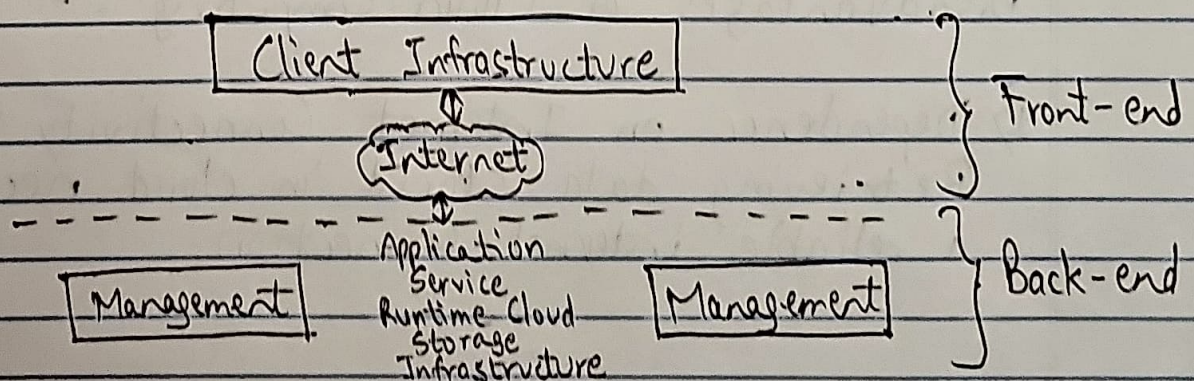 Client Infrastructure
Internet
Front-end
Application
Service
Runtime Cloud
Storage
Infrastructure
Management
Management
Back-end